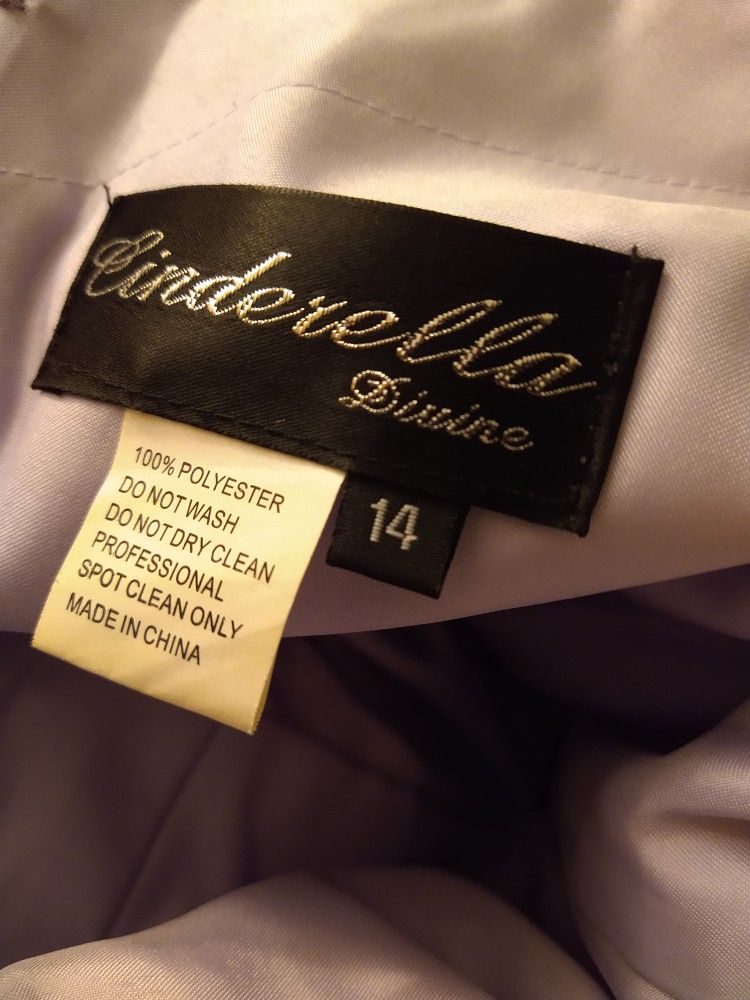 Cinderella
Divine
14
100% POLYESTER
DO NOT WASH
DO NOT DRY CLEAN
PROFESSIONAL
SPOT CLEAN ONLY
MADE IN CHINA